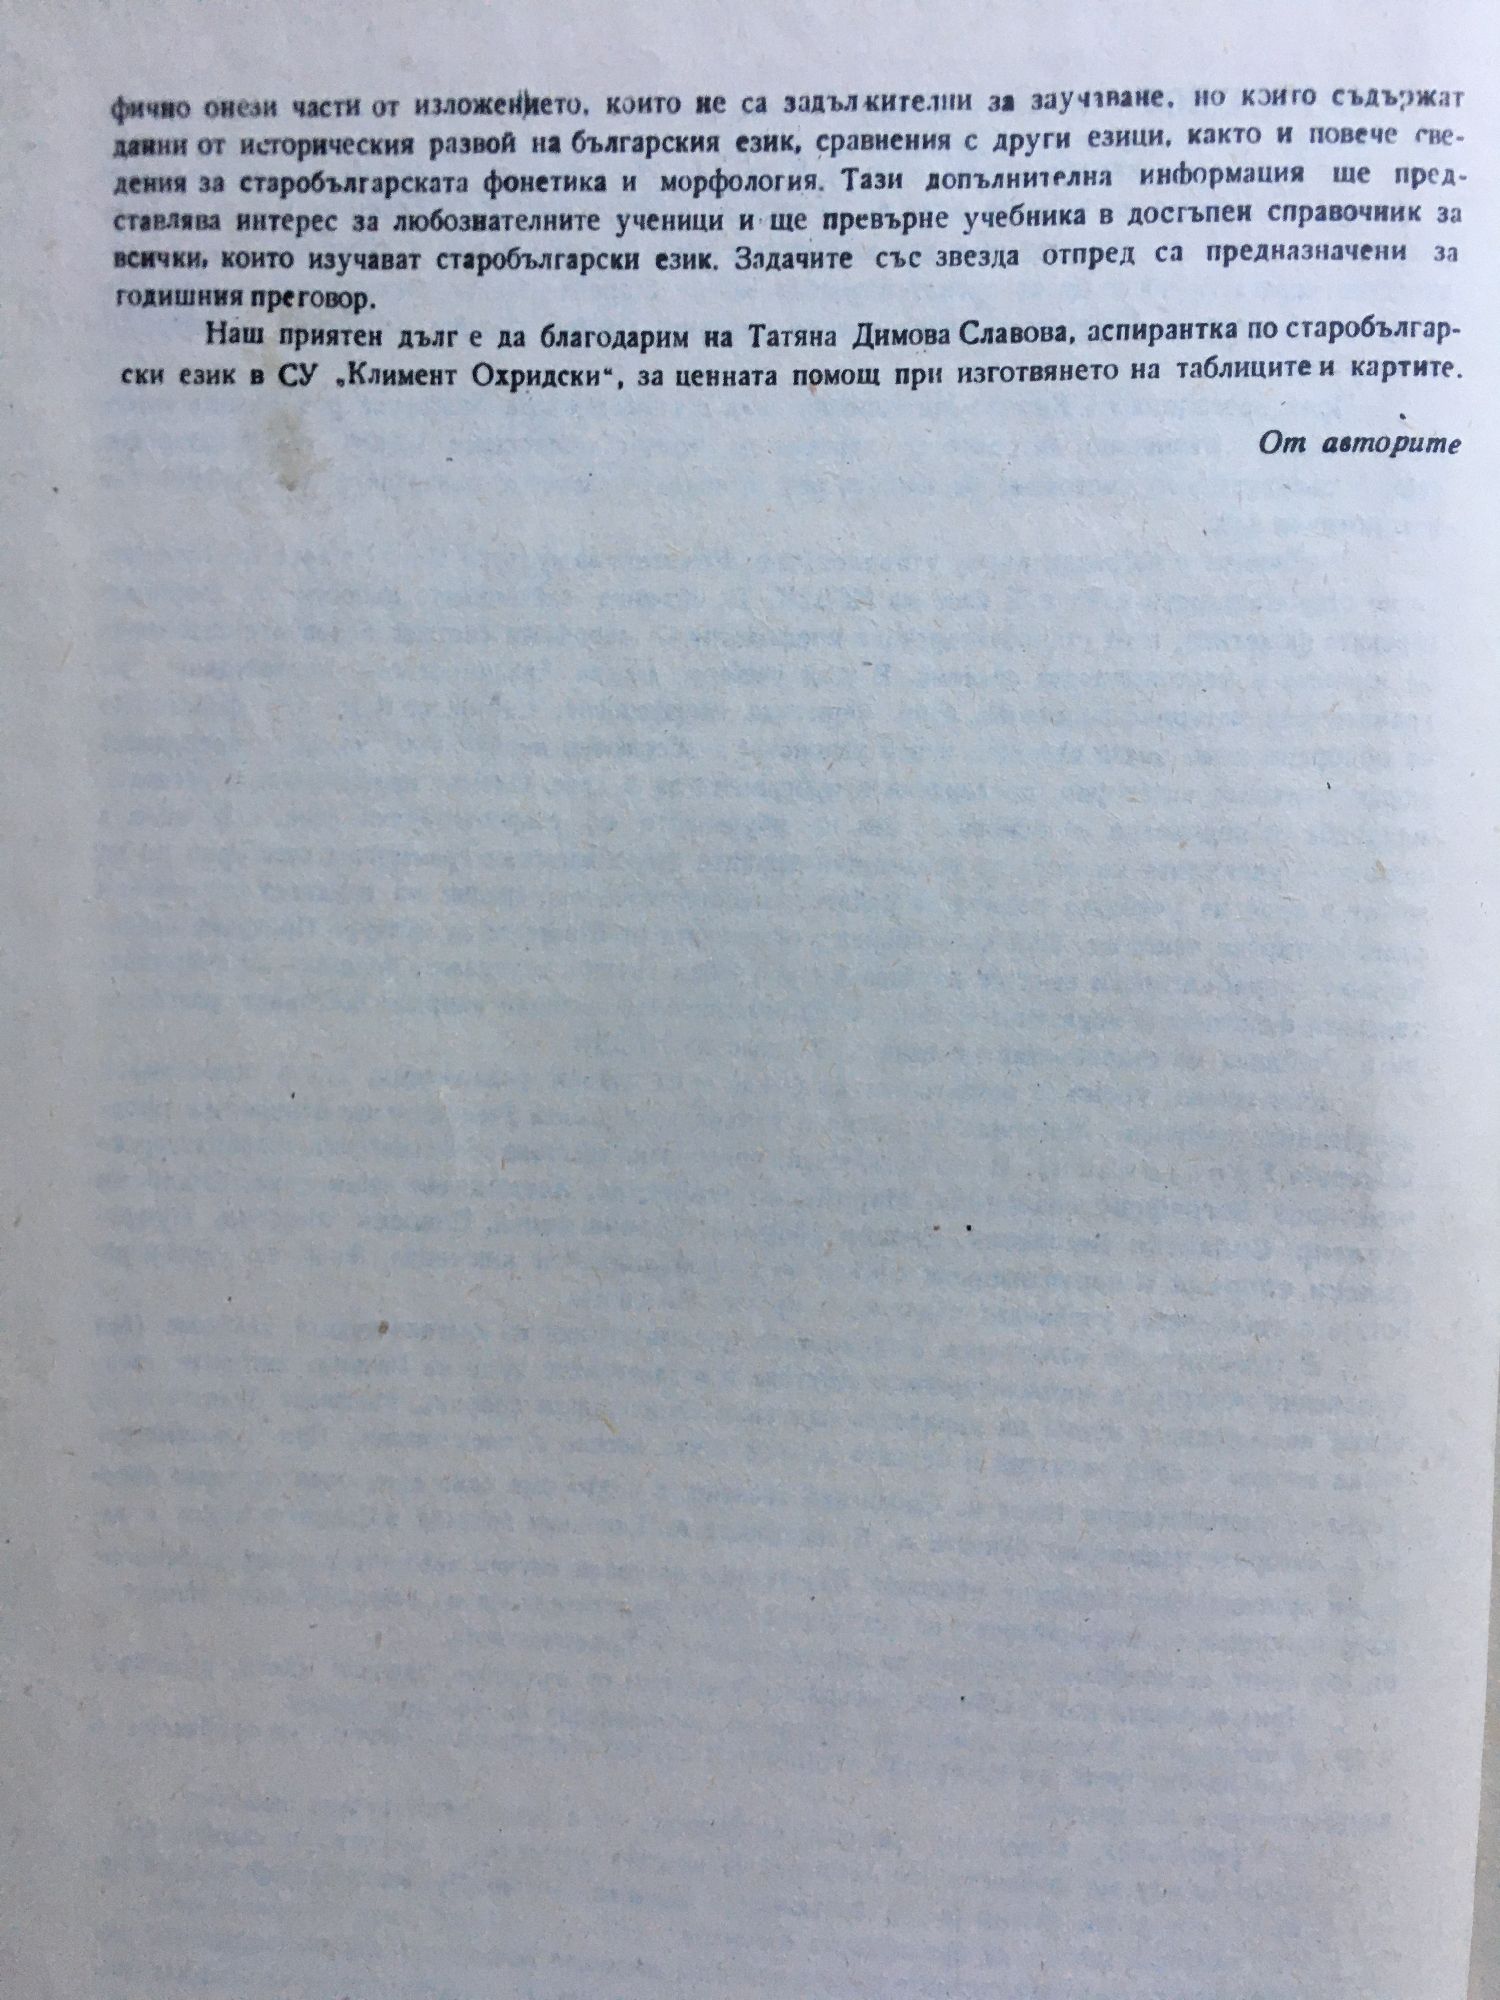 фично онези части от изложението, които не са задължителни за заучаване, но които съдържат
данни от историческия развой на българския език, сравнения с други езици, както и повече све-
дения за старобългарската фонетика и морфология. Тази допълнителна информация ще пред-
ставлява интерес за любознателните ученици и ще превърне учебника в достъпен справочник за
всички, които изучават старобългарски език. Задачите със звезда отпред са предназначени за
годишния преговор.
Наш приятен дълг е да благодарим на Татяна Димова Славова, аспирантка по старобългар-
ски език в СУ „Климент Охридски“, за ценната помощ при изготвянето на таблиците и картите.
От авторите